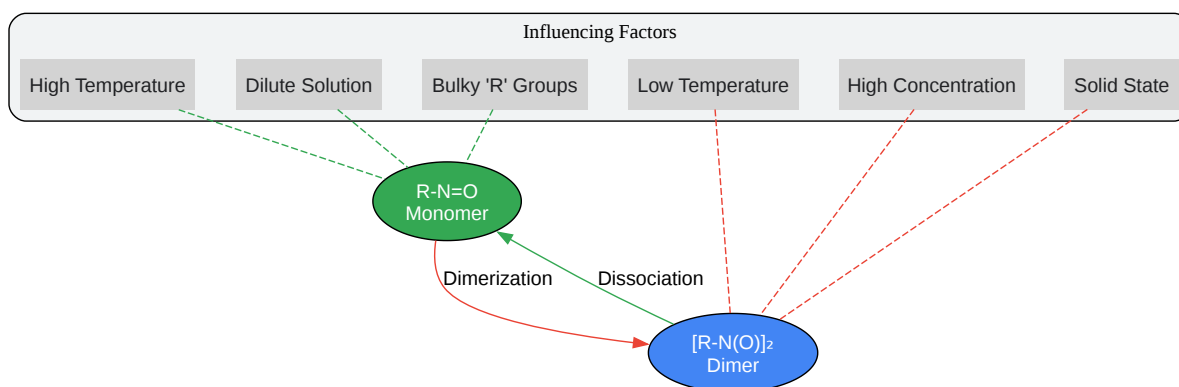 Influencing Factors
High Temperature
Dilute Solution
Bulky 'R' Groups
Low Temperature
High Concentration
Solid State
R-N=O
Monomer
Dimerization
Dissociation
[R-N(O)]₂
Dimer